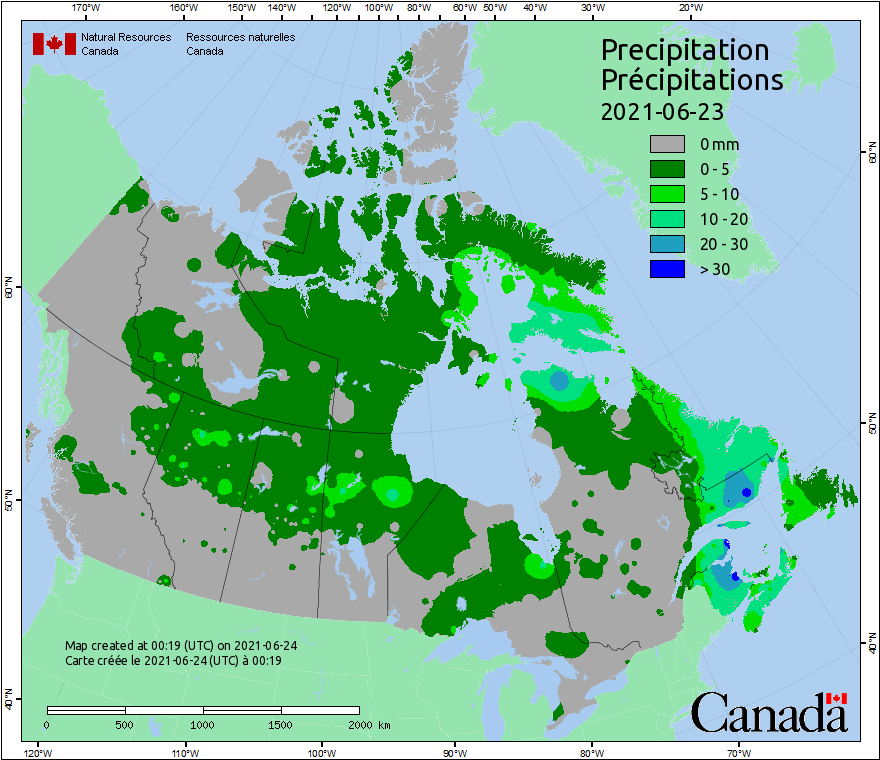 170°W 160°W 150°W 140°W 130°W 120°W 110°W 100°W 90°W 80°W 60°W 50°W 40°W 30°W 20°W
Natural Resources Ressources naturelles
Canada Canada
Precipitation
Précipitations
2021-06-23
0 mm
0 - 5
5 - 10
10 - 20
20 - 30
> 30
60°N
60°N
50°N
50°N
40°N
40°N
Map created at 00:19 (UTC) on 2021-06-24
Carte créée le 2021-06-24 (UTC) à 00:19
0 500 1000 1500 2000 km
Canada
120°W 110°W 100°W 90°W 80°W 70°W